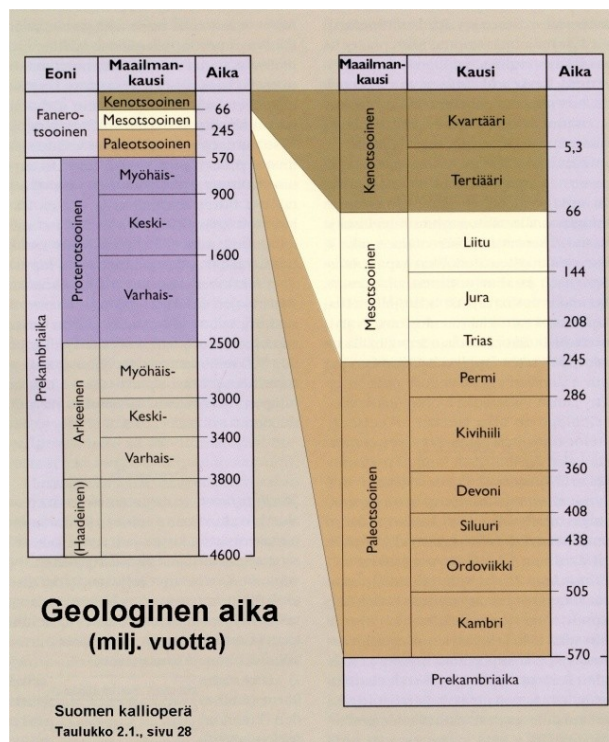 Eoni
Maailman-
kausi
Aika
Fanero-
tsooinen
Kenotsooinen
66
Mesotsooinen
245
Paleotsooinen
570
Prekambriaika
Proterotsooinen
Myöhäis-
900
Keski-
1600
Varhais-
2500
Arkeeinen
Myöhäis-
3000
Keski-
3400
Varhais-
3800
(Haadeinen)
4600
Maailman-
kausi
Kausi
Aika
Kenotsooinen
Kvartääri
5,3
Tertiääri
66
Mesotsooinen
Liitu
144
Jura
208
Trias
245
Paleotsooinen
Permi
286
Kivihiili
360
Devoni
408
Siluuri
438
Ordoviikki
505
Kambri
570
Prekambriaika
Geologinen aika
(milj. vuotta)
Suomen kallioperä
Taulukko 2.1., sivu 28